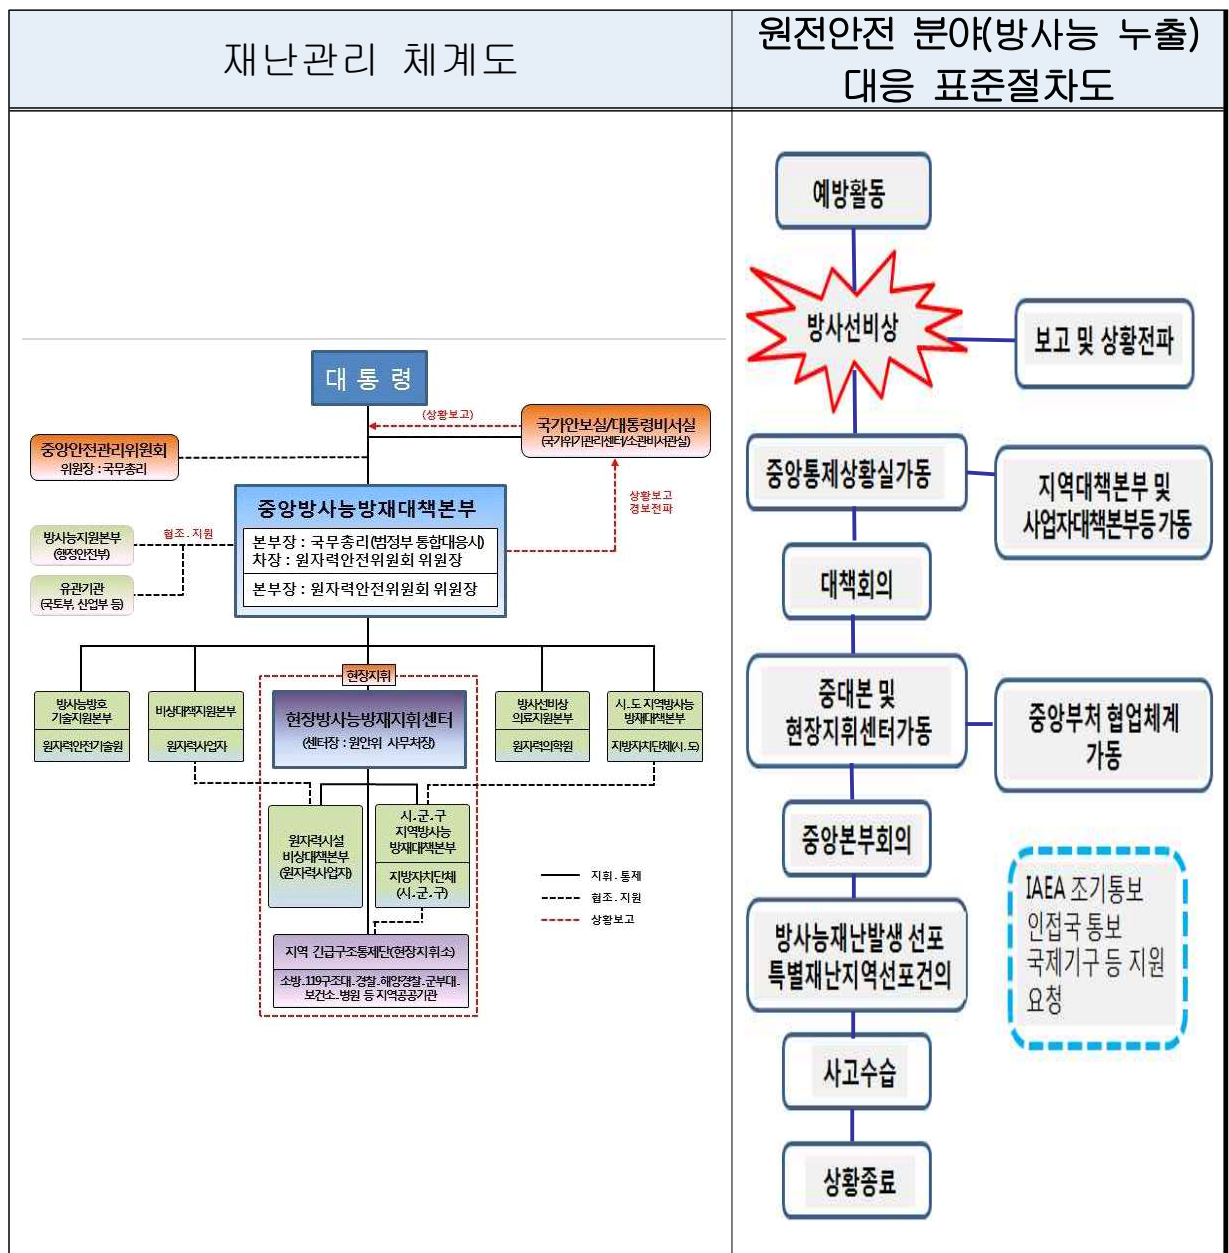 재난관리 체계도
원전안전 분야(방사능 누출)
대응 표준절차도
대 통 령
(상황보고)
국가안보실/대통령비서실
(국가위기관리센터/소관비서관실)
중앙안전관리위원회
위원장 : 국무총리
상황보고
경보전파
중앙방사능방재대책본부
본부장 : 국무총리(범정부 통합대응시)
차장 : 원자력안전위원회 위원장
본부장 : 원자력안전위원회 위원장
방사능지원본부
(행정안전부)
협조.지원
유관기관
(국토부, 산업부 등)
현장지휘
방사능방호
기술지원본부
원자력안전기술원
비상대책지원본부
원자력사업자
현장방사능방재지휘센터
(센터장 : 원안위 사무처장)
방사선비상
의료지원본부
원자력의학원
시.도 지역방사능
방재대책본부
지방자치단체(시.도)
원자력시설
비상대책본부
(원자력사업자)
시.군.구
지역방사능
방재대책본부
지방자치단체
(시.군.구)
지휘.통제
협조.지원
상황보고
지역 긴급구조통제단(현장지휘소)
소방.119구조대.경찰.해양경찰.군부대.
보건소.병원 등 지역공공기관
예방활동
방사선비상
보고 및 상황전파
중앙통제상황실가동
지역대책본부 및
사업자대책본부등 가동
대책회의
중대본 및
현장지휘센터가동
중앙부처 협업체계
가동
중앙본부회의
IAEA 조기통보
인접국 통보
국제기구 등 지원
요청
방사능재난발생 선포
특별재난지역선포건의
사고수습
상황종료